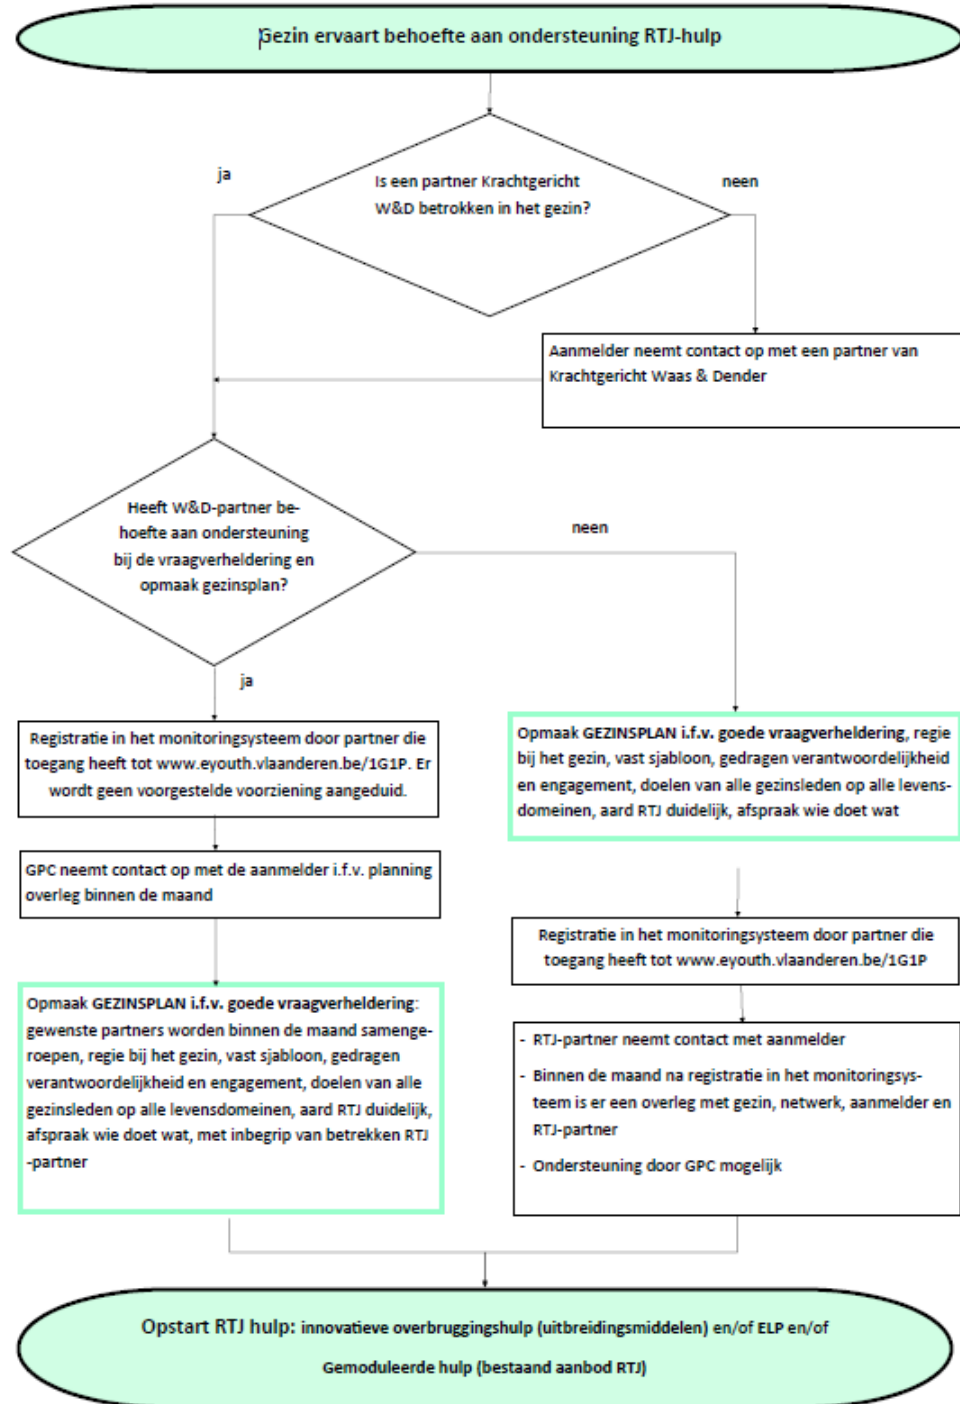 Gezin ervaart behoefte aan ondersteuning RTJ-hulp
ja
neen
Is een partner Krachtgericht
W&D betrokken in het gezin?
Aanmelder neemt contact op met een partner van
Krachtgericht Waas & Dender
Heeft W&D-partner be-
hoefte aan ondersteuning
bij de vraagverheldering en
opmaak gezinsplan?
neen
ja
Registratie in het monitoringsysteem door partner die
toegang heeft tot www.eyouth.vlaanderen.be/1G1P. Er
wordt geen voorgestelde voorziening aangeduid.
GPC neemt contact op met de aanmelder i.f.v. planning
overleg binnen de maand
Opmaak GEZINSPLAN i.f.v. goede vraagverheldering:
gewenste partners worden binnen de maand samenge-
roepen, regie bij het gezin, vast sjabloon, gedragen
verantwoordelijkheid en engagement, doelen van alle
gezinsleden op alle levensdomeinen, aard RTJ duidelijk,
afspraak wie doet wat, met inbegrip van betrekken RTJ
-partner
Opmaak GEZINSPLAN i.f.v. goede vraagverheldering, regie
bij het gezin, vast sjabloon, gedragen verantwoordelijkheid
en engagement, doelen van alle gezinsleden op alle levens-
domeinen, aard RTJ duidelijk, afspraak wie doet wat
Registratie in het monitoringsysteem door partner die
toegang heeft tot www.eyouth.vlaanderen.be/1G1P
- RTJ-partner neemt contact met aanmelder
- Binnen de maand na registratie in het monitoringsys-
teem is er een overleg met gezin, netwerk, aanmelder en
RTJ-partner
- Ondersteuning door GPC mogelijk
Opstart RTJ hulp: innovatieve overbruggingshulp (uitbreidingsmiddelen) en/of ELP en/of
Gemoduleerde hulp (bestaand aanbod RTJ)